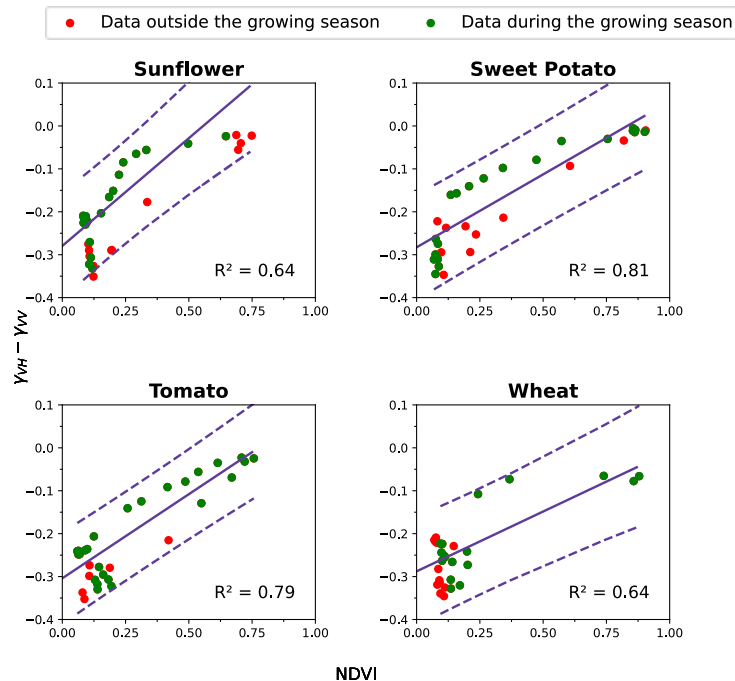 Data outside the growing season Data during the growing season
Sunflower Sweet Potato
0.1 0.1
0.0 0.0
−0.1 −0.1
−0.2 −0.2
−0.3 −0.3
R² = 0.64 R² = 0.81
−0.4 −0.4
0.00 0.25 0.50 0.75 1.00 0.00 0.25 0.50 0.75 1.00
γVH − γVV
Tomato Wheat
0.1 0.1
0.0 0.0
−0.1 −0.1
−0.2 −0.2
−0.3 −0.3
R² = 0.79 R² = 0.64
−0.4 −0.4
0.00 0.25 0.50 0.75 1.00 0.00 0.25 0.50 0.75 1.00
NDVI